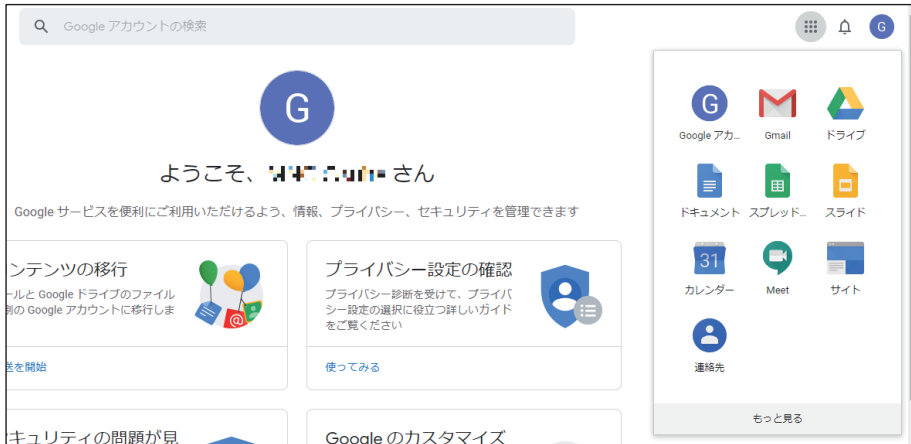 Google アカウントの検索
G
G
ようこそ、
さん
Google サービスを便利にご利用いただけるよう、情報、プライバシー、セキュリティを管理できます
ンテンツの移行
ールと Google ドライブのファイル
別の Google アカウントに移行しま
送を開始
プライバシー設定の確認
プライバシー診断を受けて、プライバ
シー設定の選択に役立つ詳しいガイド
をご覧ください
使ってみる
キュリティの問題が見
Google のカスタマイズ
G
Google アカ...
Gmail
ドライブ
ドキュメント
スプレッド...
スライド
31
カレンダー
Meet
サイト
連絡先
もっと見る